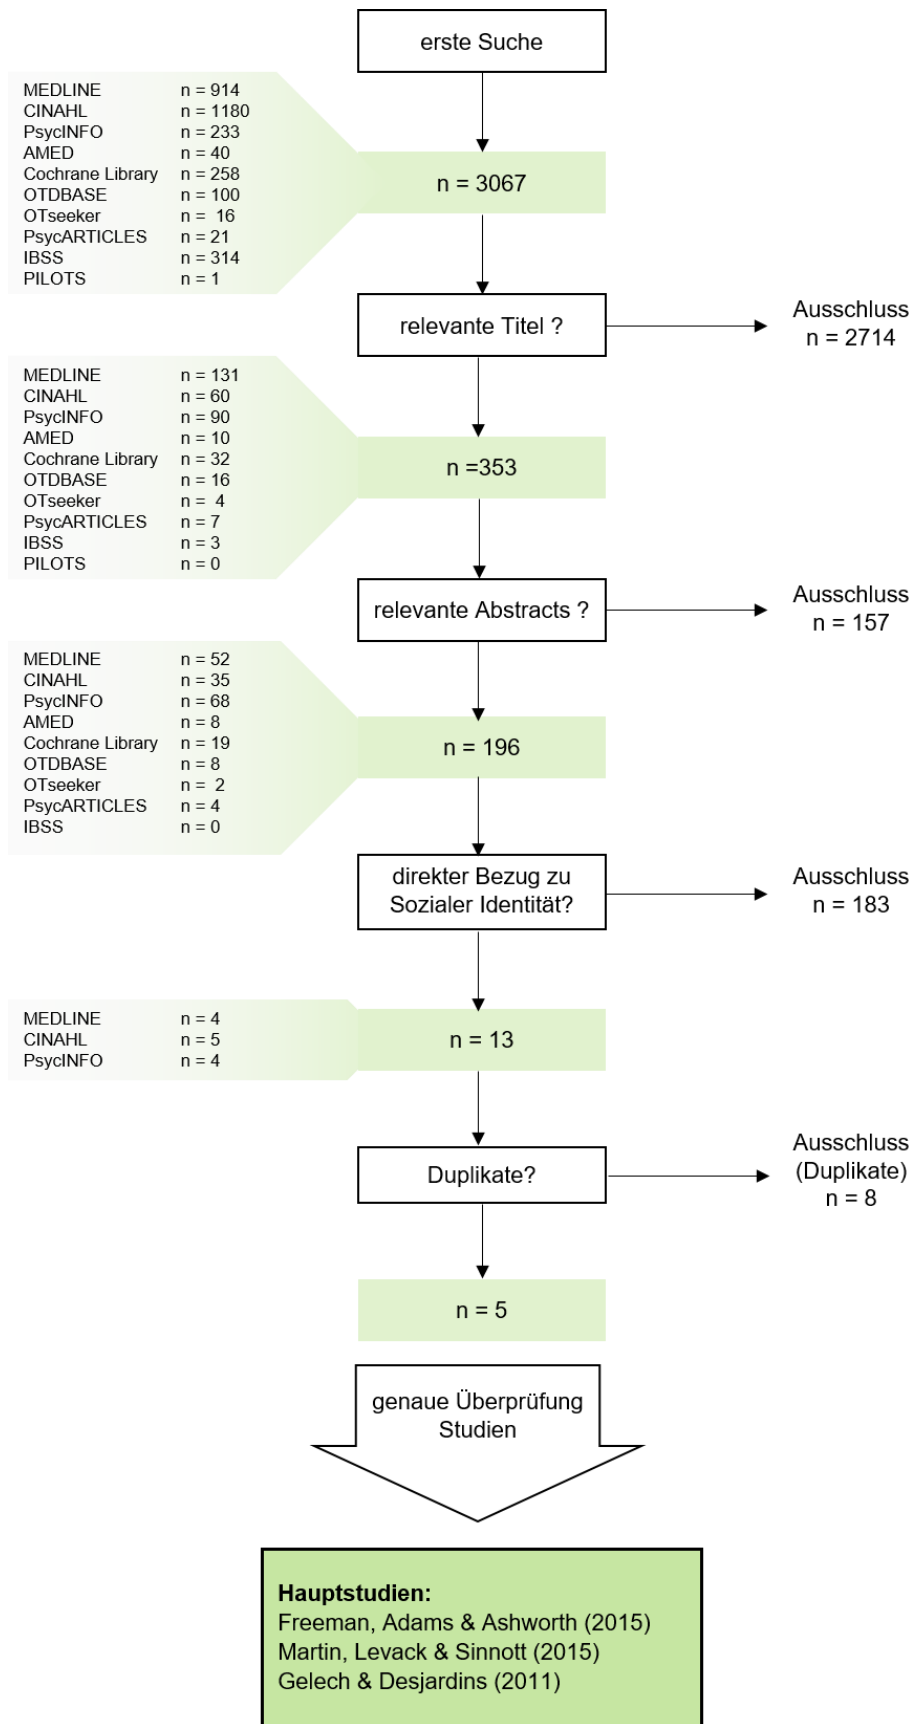 erste Suche
MEDLINE n = 914
CINAHL n = 1180
PsycINFO n = 233
AMED n = 40
Cochrane Library n = 258
OTDBASE n = 100
OTseeker n = 16
PsycARTICLES n = 21
IBSS n = 314
PILOTS n = 1
n = 3067
relevante Titel ?
Ausschluss
n = 2714
MEDLINE n = 131
CINAHL n = 60
PsycINFO n = 90
AMED n = 10
Cochrane Library n = 32
OTDBASE n = 16
OTseeker n = 4
PsycARTICLES n = 7
IBSS n = 3
PILOTS n = 0
n =353
relevante Abstracts ?
Ausschluss
n = 157
MEDLINE n = 52
CINAHL n = 35
PsycINFO n = 68
AMED n = 8
Cochrane Library n = 19
OTDBASE n = 8
OTseeker n = 2
PsycARTICLES n = 4
IBSS n = 0
n = 196
direkter Bezug zu
Sozialer Identität?
Ausschluss
n = 183
MEDLINE n = 4
CINAHL n = 5
PsycINFO n = 4
n = 13
Duplikate?
Ausschluss
(Duplikate)
n = 8
n = 5
genaue Überprüfung
Studien
Hauptstudien:
Freeman, Adams & Ashworth (2015)
Martin, Levack & Sinnott (2015)
Gelech & Desjardins (2011)